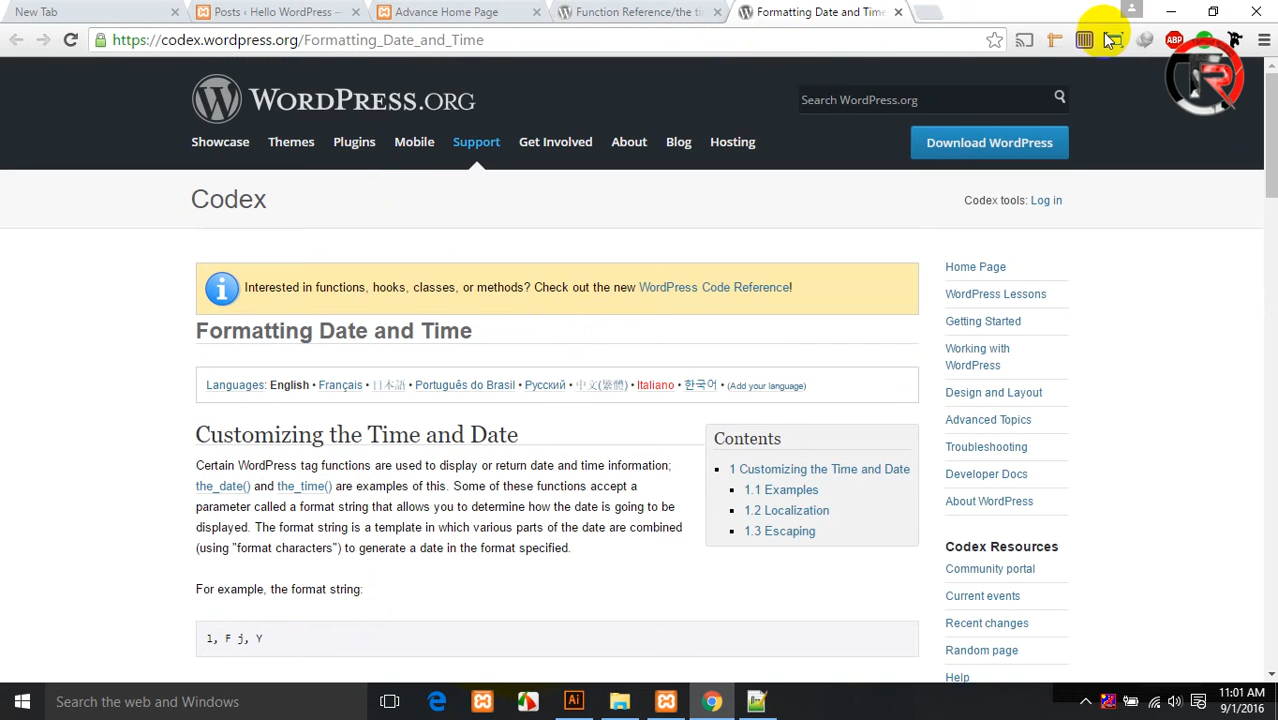 New Tab
Posts ‹ Hello WordPress —
Advance Home Page
Function Reference/the ti
Formatting Date and Time
https://codex.wordpress.org/Formatting_Date_and_Time
ABP
WORDPRESS.ORG
Search WordPress.org
Showcase Themes Plugins Mobile Support Get Involved About Blog Hosting
Download WordPress
Codex
Codex tools: Log in
Interested in functions, hooks, classes, or methods? Check out the new WordPress Code Reference!
Formatting Date and Time
Languages: English • Français • 日本語 • Português do Brasil • Русский • 中文(繁體) • Italiano • 한국어 • (Add your language)
Customizing the Time and Date
Certain WordPress tag functions are used to display or return date and time information;
the_date() and the_time() are examples of this. Some of these functions accept a
parameter called a format string that allows you to determine how the date is going to be
displayed. The format string is a template in which various parts of the date are combined
(using "format characters") to generate a date in the format specified.
For example, the format string:
l, F j, Y
Contents
1 Customizing the Time and Date
1.1 Examples
1.2 Localization
1.3 Escaping
Home Page
WordPress Lessons
Getting Started
Working with
WordPress
Design and Layout
Advanced Topics
Troubleshooting
Developer Docs
About WordPress
Codex Resources
Community portal
Current events
Recent changes
Random page
Help
Search the web and Windows
Ai
11:01 AM
9/1/2016